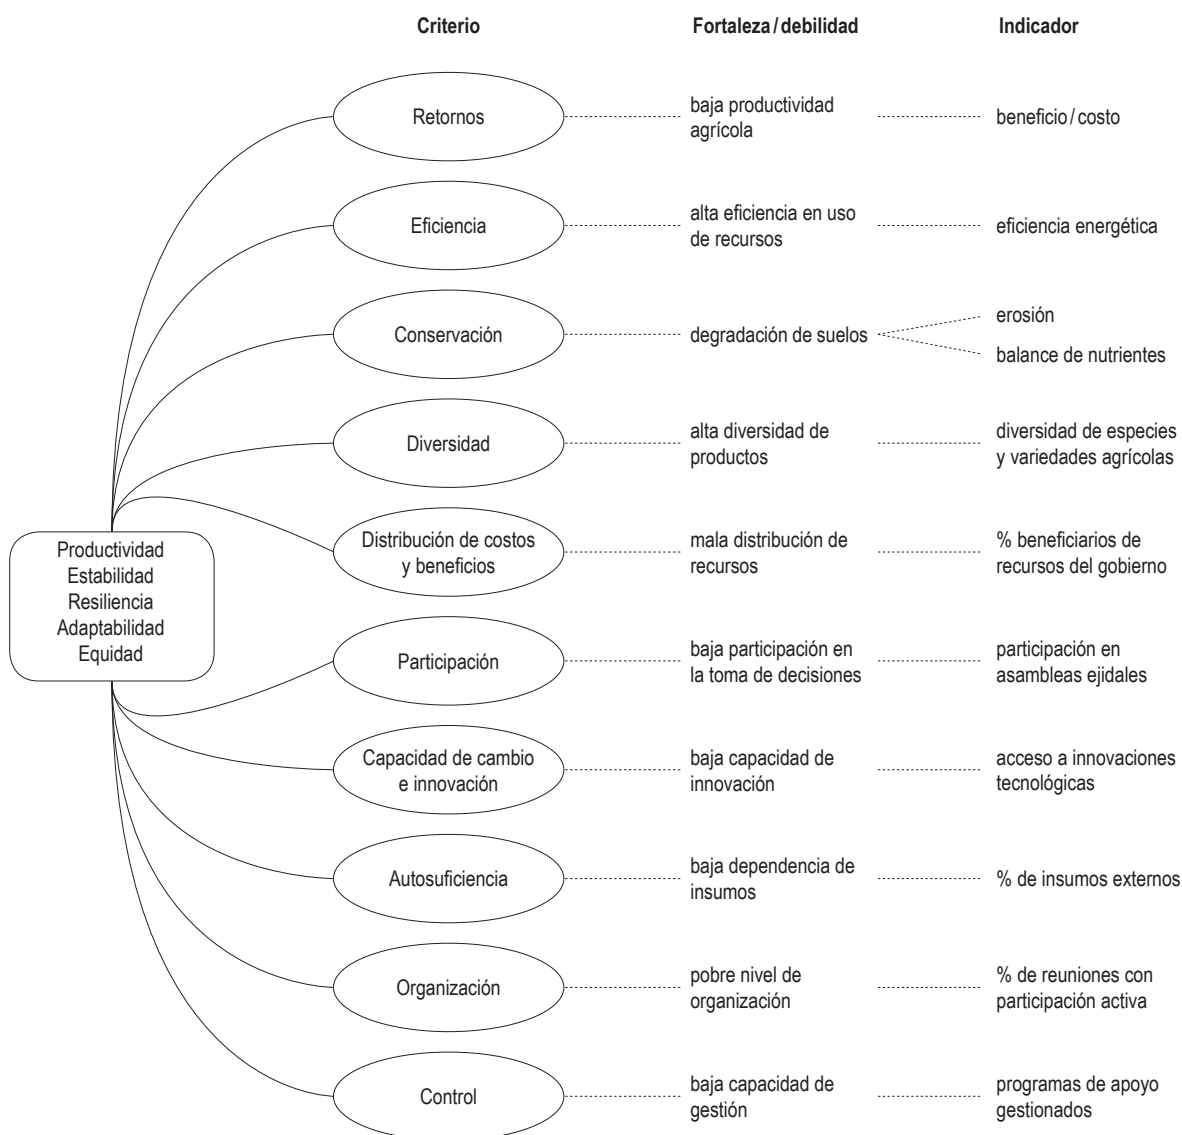 Criterio
Fortaleza / debilidad
Indicador
Retornos
baja productividad
agrícola
beneficio / costo
Eficiencia
alta eficiencia en uso
de recursos
eficiencia energética
Conservación
degradación de suelos
erosión
balance de nutrientes
Diversidad
alta diversidad de
productos
diversidad de especies
y variedades agrícolas
Distribución de costos
y beneficios
mala distribución de
recursos
% beneficiarios de
recursos del gobierno
Productividad
Estabilidad
Resiliencia
Adaptabilidad
Equidad
Participación
baja participación en
la toma de decisiones
participación en
asambleas ejidales
Capacidad de cambio
e innovación
baja capacidad de
innovación
acceso a innovaciones
tecnológicas
Autosuficiencia
baja dependencia de
insumos
% de insumos externos
Organización
pobre nivel de
organización
% de reuniones con
participación activa
Control
baja capacidad de
gestión
programas de apoyo
gestionados